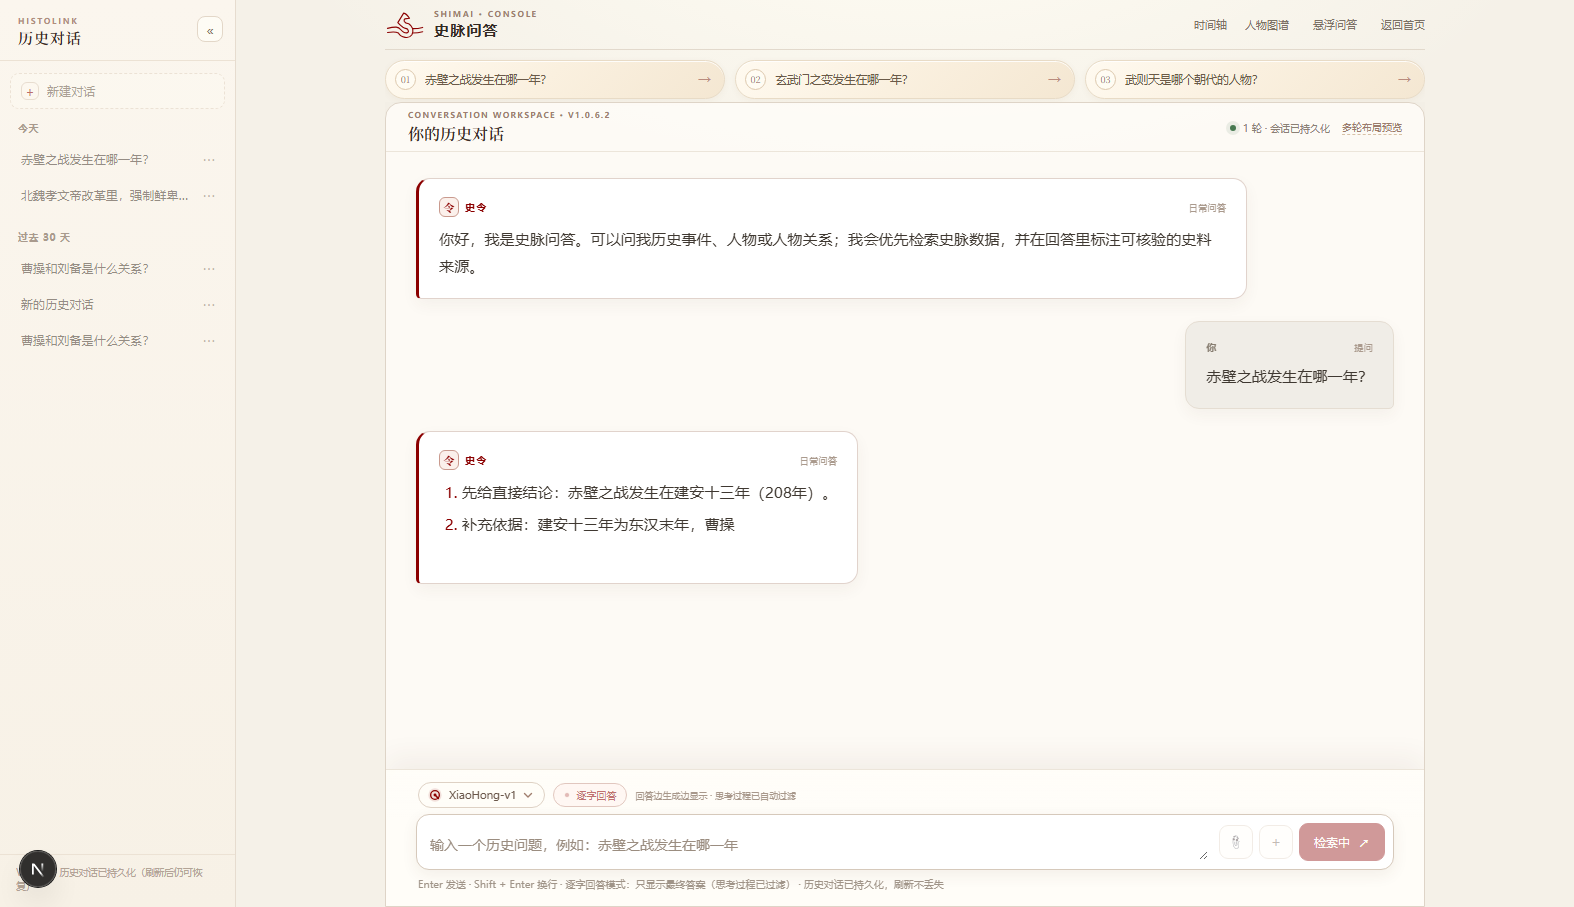 HISTOLINK
历史对话
«
+ 新建对话
今天
赤壁之战发生在哪一年？ ...
北魏孝文帝改革里，强制鲜卑... ...
过去 30 天
曹操和刘备是什么关系？ ...
新的历史对话 ...
曹操和刘备是什么关系？ ...
历史对话已持久化（刷新后仍可恢
复）
N
SHIMAI • CONSOLE
史脉问答
时间轴 人物图谱 悬浮问答 返回首页
01 赤壁之战发生在哪一年？ →
02 玄武门之变发生在哪一年？ →
03 武则天是哪个朝代的人物？ →
CONVERSATION WORKSPACE • V1.0.6.2
你的历史对话
1 轮 · 会话已持久化 多轮布局预览
令 史令 日常问答
你好，我是史脉问答。可以问我历史事件、人物或人物关系；我会优先检索史脉数据，并在回答里标注可核验的史料
来源。
你 提问
赤壁之战发生在哪一年？
令 史令 日常问答
1. 先给直接结论：赤壁之战发生在建安十三年（208年）。
2. 补充依据：建安十三年为东汉末年，曹操
XiaoHong-v1 逐字回答 回答边生成边显示 · 思考过程已自动过滤
输入一个历史问题，例如：赤壁之战发生在哪一年
+ 检索中 ↗
Enter 发送 · Shift + Enter 换行 · 逐字回答模式：只显示最终答案（思考过程已过滤） · 历史对话已持久化，刷新不丢失